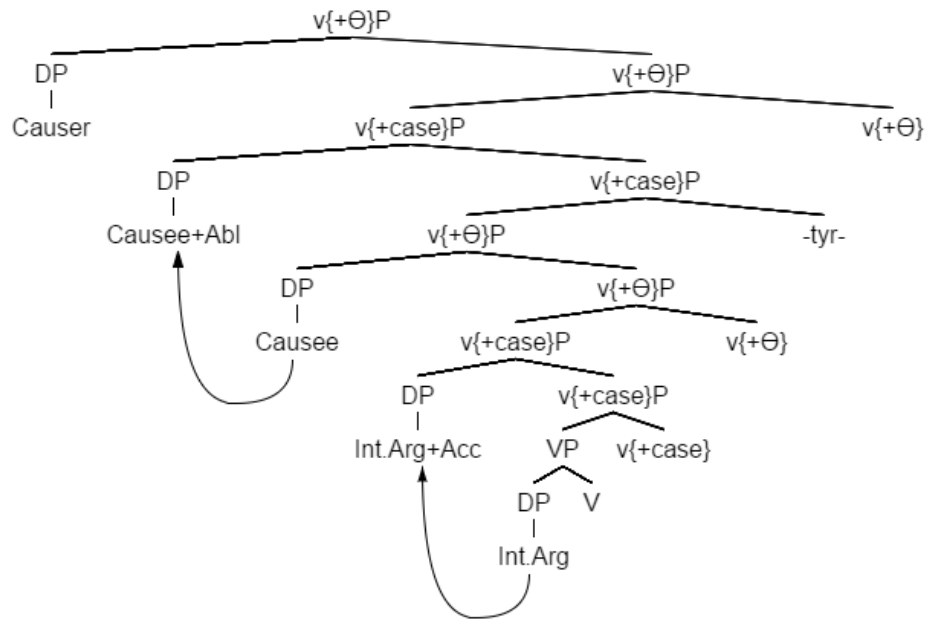 v{+Ө}P
DP v{+Ө}P
Causer v{+case}P v{+Ө}
DP v{+case}P
Causee+Abl v{+Ө}P -tyr-
DP v{+Ө}P
Causee v{+case}P v{+Ө}
DP v{+case}P
Int.Arg+Acc VP v{+case}
DP V
Int.Arg